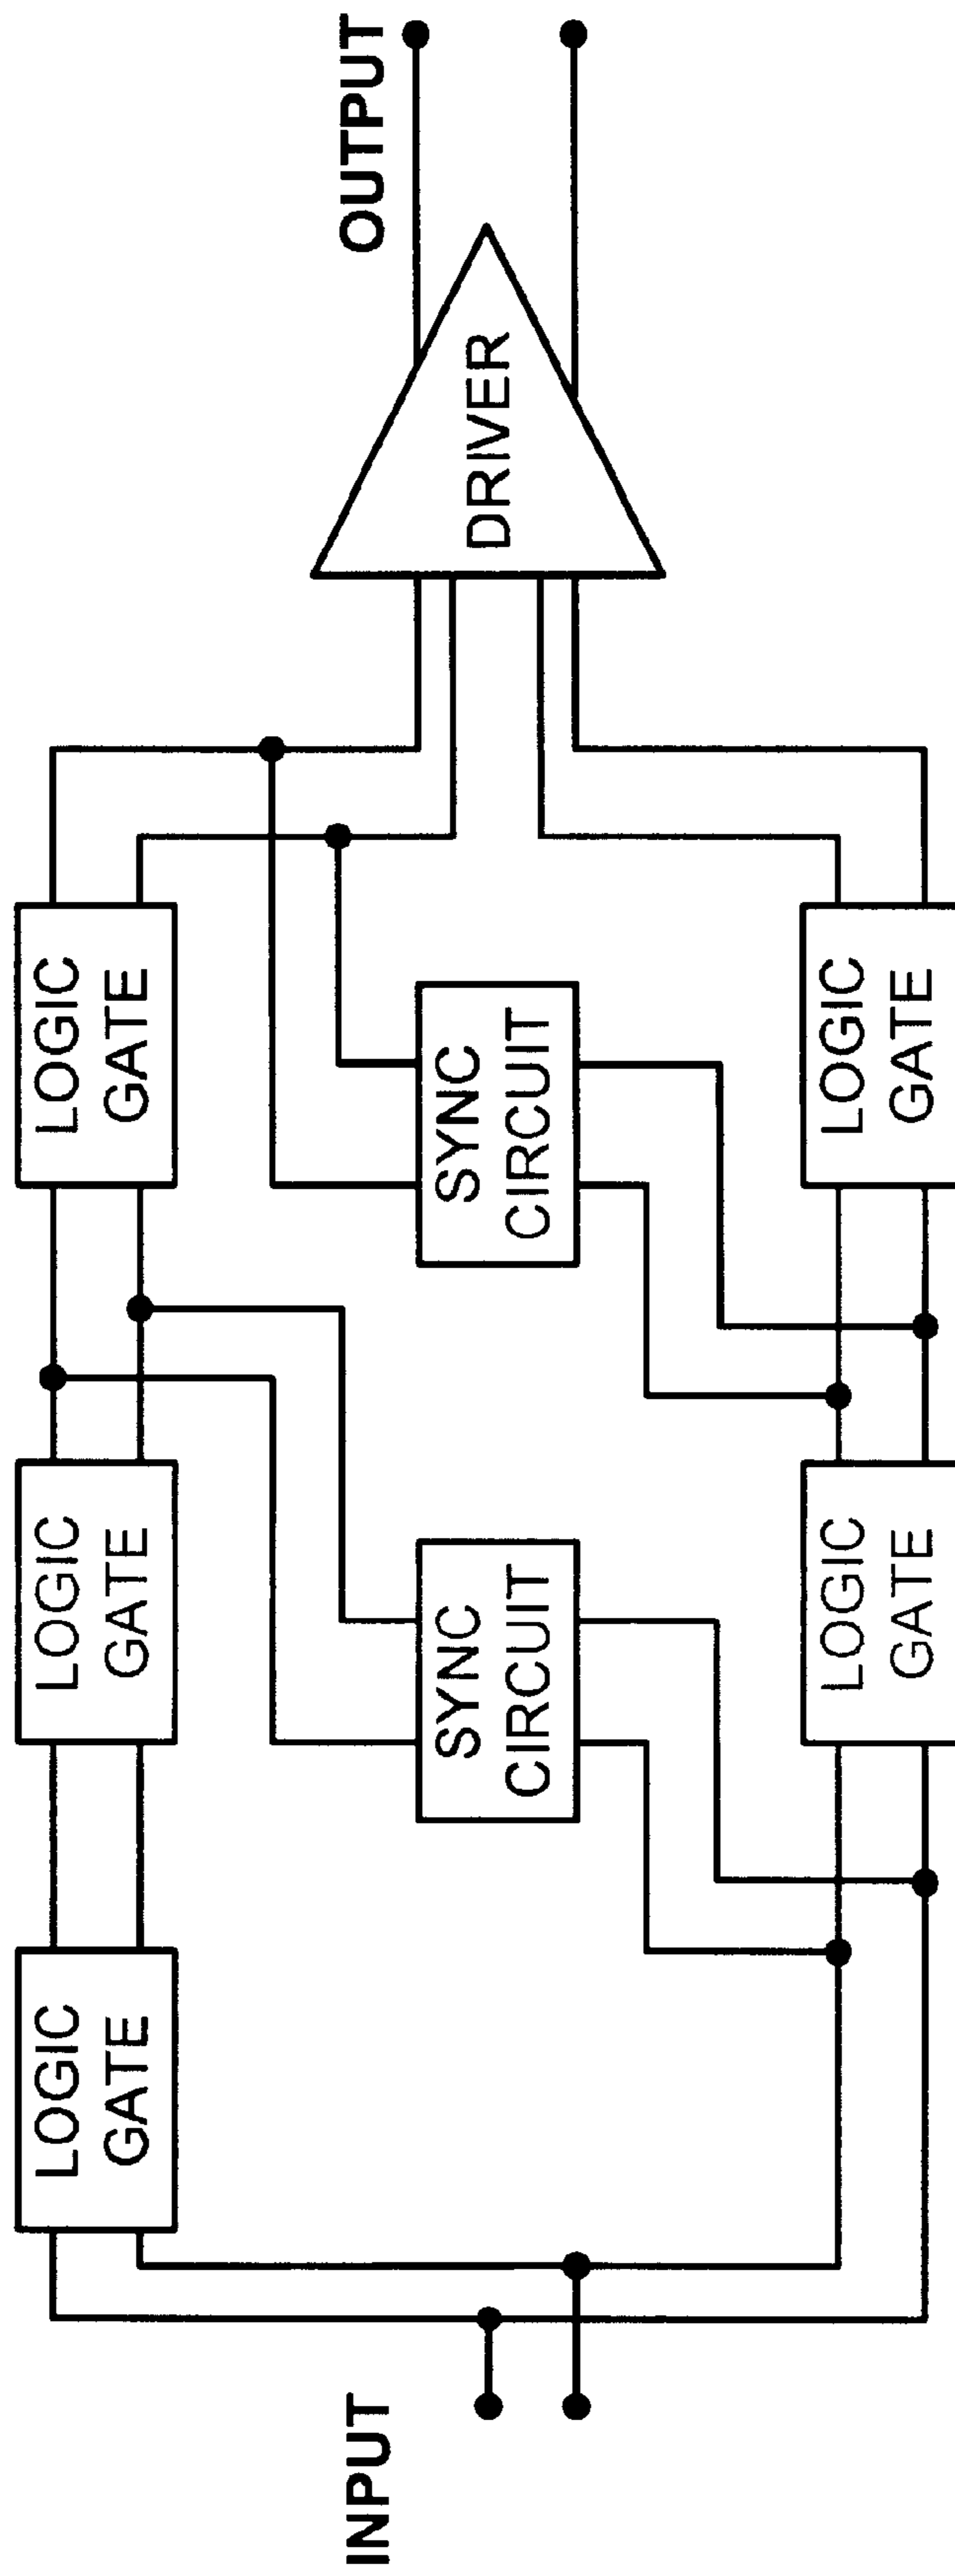 INPUT
LOGIC
GATE
LOGIC
GATE
LOGIC
GATE
SYNC
CIRCUIT
SYNC
CIRCUIT
LOGIC
GATE
LOGIC
GATE
DRIVER
OUTPUT